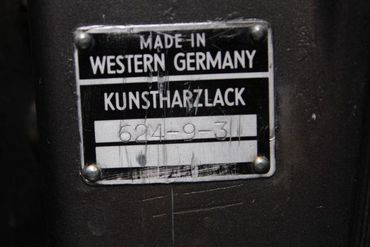 MADE IN
WESTERN GERMANY
KUNSTHARZLACK
624-9-3